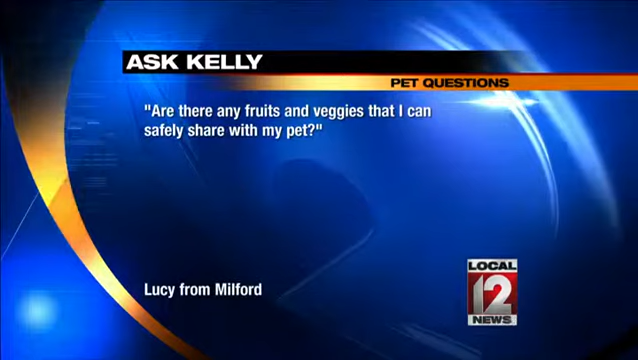 ASK KELLY
PET QUESTIONS
"Are there any fruits and veggies that I can
safely share with my pet?"
Lucy from Milford
LOCAL
12
NEWS